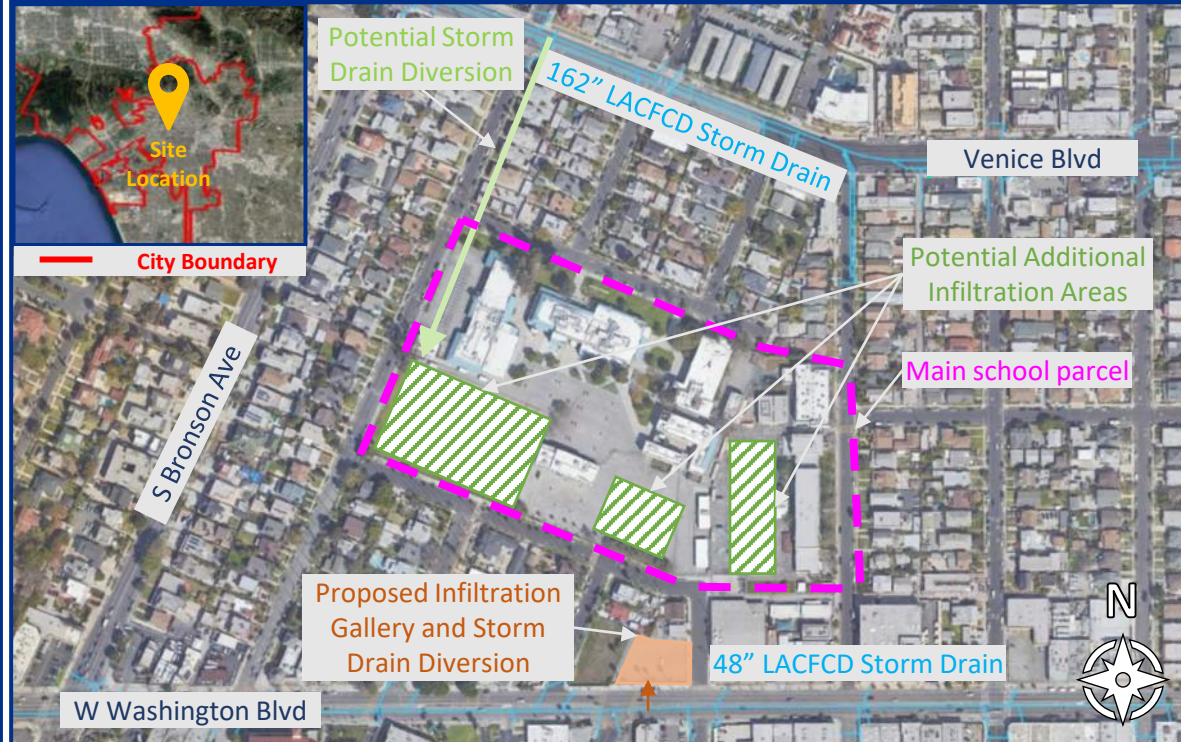 Site
Location
City Boundary
Potential Storm
Drain Diversion
162” LACFCD Storm Drain
Venice Blvd
Potential Additional
Infiltration Areas
Main school parcel
S Bronson Ave
Proposed Infiltration
Gallery and Storm
Drain Diversion
48” LACFCD Storm Drain
W Washington Blvd
N